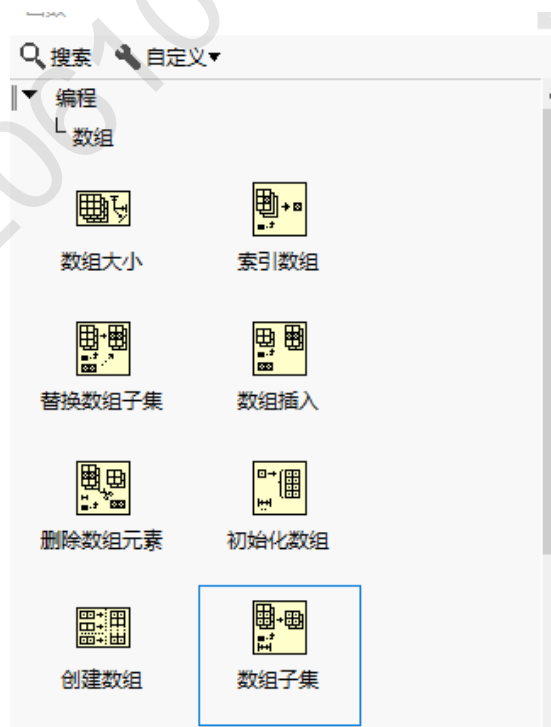 搜索 自定义▼
编程
数组
数组大小 索引数组
替换数组子集 数组插入
删除数组元素 初始化数组
创建数组 数组子集